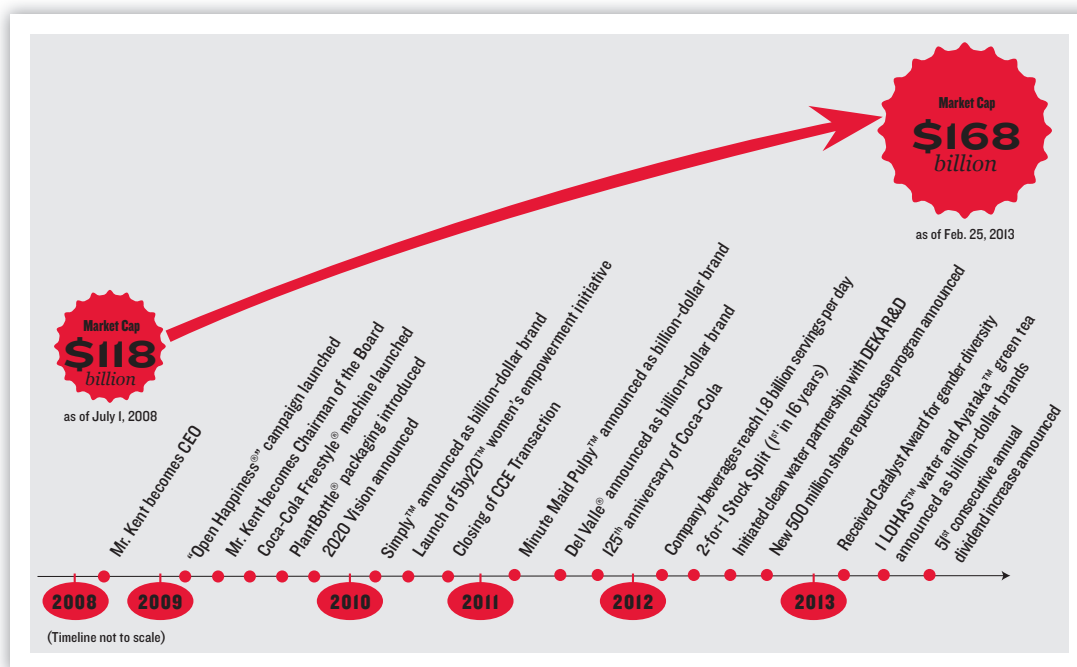 Market Cap
$168
billion
as of Feb. 25, 2013
Market Cap
$118
billion
as of July 1, 2008
Mr. Kent becomes CEO
“Open Happiness®” campaign launched
Mr. Kent becomes Chairman of the Board
Coca-Cola Freestyle® machine launched
PlantBottle® packaging introduced
2020 Vision announced
Simply™ announced as billion-dollar brand
Launch of 5by20™ women’s empowerment initiative
Closing of CCE Transaction
Minute Maid Pulpy™ announced as billion-dollar brand
Del Valle® announced as billion-dollar brand
125th anniversary of Coca-Cola
Company beverages reach 1.8 billion servings per day
2-for-1 Stock Split (1st in 16 years)
Initiated clean water partnership with DEKA R&D
New 500 million share repurchase program announced
Received Catalyst Award for gender diversity
I LOHAS™ water and Ayataka™ green tea
announced as billion-dollar brands
51st consecutive annual
dividend increase announced
2008
2009
2010
2011
2012
2013
(Timeline not to scale)